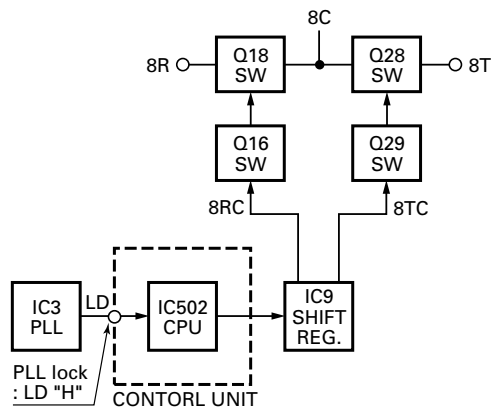 8C
8R
Q18
SW
Q28
SW
8T
Q16
SW
Q29
SW
8RC
8TC
IC3
PLL
LD
IC502
CPU
IC9
SHIFT
REG.
PLL lock
: LD "H"
CONTORL UNIT